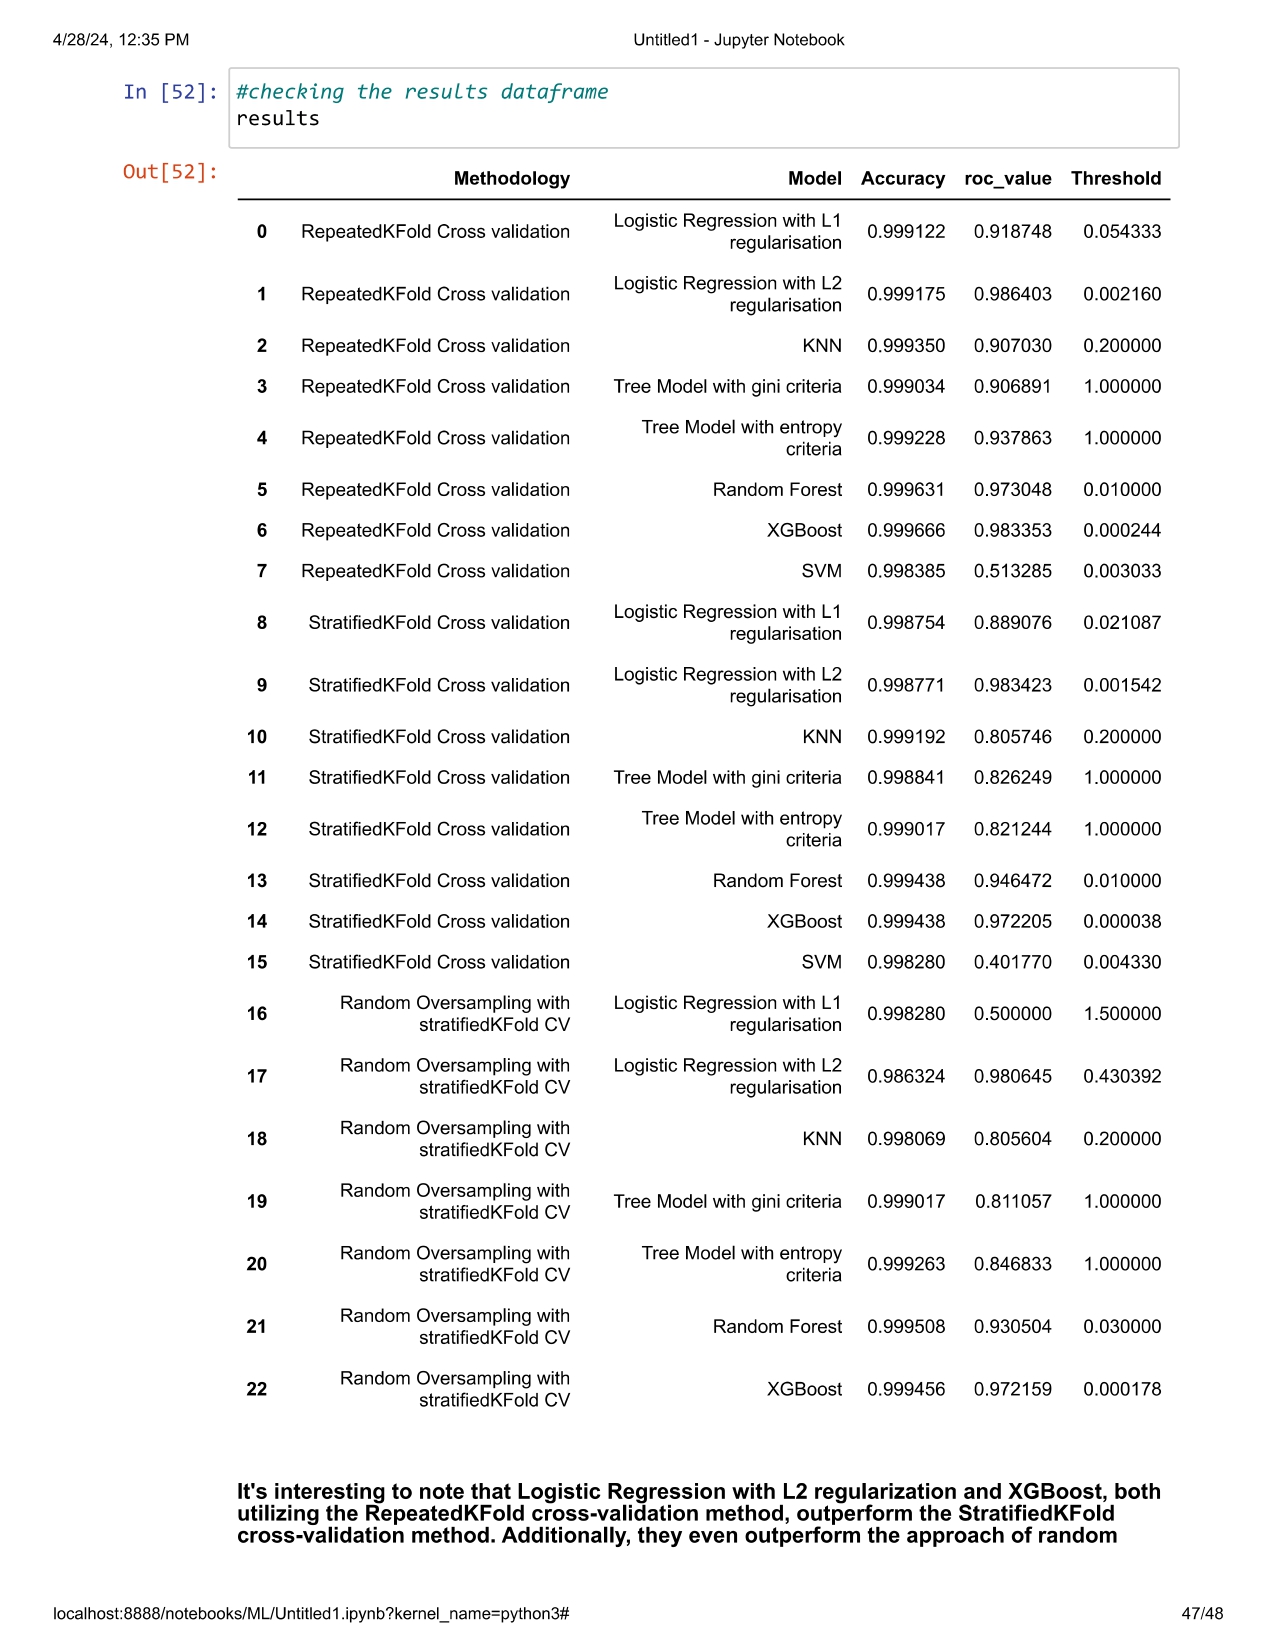 4/28/24, 12:35 PM Untitled1 - Jupyter Notebook
In [52]: #checking the results dataframe
results
Out[52]:
Methodology Model Accuracy roc_value Threshold
0 RepeatedKFold Cross validation Logistic Regression with L1 regularisation 0.999122 0.918748 0.054333
1 RepeatedKFold Cross validation Logistic Regression with L2 regularisation 0.999175 0.986403 0.002160
2 RepeatedKFold Cross validation KNN 0.999350 0.907030 0.200000
3 RepeatedKFold Cross validation Tree Model with gini criteria 0.999034 0.906891 1.000000
4 RepeatedKFold Cross validation Tree Model with entropy criteria 0.999228 0.937863 1.000000
5 RepeatedKFold Cross validation Random Forest 0.999631 0.973048 0.010000
6 RepeatedKFold Cross validation XGBoost 0.999666 0.983353 0.000244
7 RepeatedKFold Cross validation SVM 0.998385 0.513285 0.003033
8 StratifiedKFold Cross validation Logistic Regression with L1 regularisation 0.998754 0.889076 0.021087
9 StratifiedKFold Cross validation Logistic Regression with L2 regularisation 0.998771 0.983423 0.001542
10 StratifiedKFold Cross validation KNN 0.999192 0.805746 0.200000
11 StratifiedKFold Cross validation Tree Model with gini criteria 0.998841 0.826249 1.000000
12 StratifiedKFold Cross validation Tree Model with entropy criteria 0.999017 0.821244 1.000000
13 StratifiedKFold Cross validation Random Forest 0.999438 0.946472 0.010000
14 StratifiedKFold Cross validation XGBoost 0.999438 0.972205 0.000038
15 StratifiedKFold Cross validation SVM 0.998280 0.401770 0.004330
16 Random Oversampling with stratifiedKFold CV Logistic Regression with L1 regularisation 0.998280 0.500000 1.500000
17 Random Oversampling with stratifiedKFold CV Logistic Regression with L2 regularisation 0.986324 0.980645 0.430392
18 Random Oversampling with stratifiedKFold CV KNN 0.998069 0.805604 0.200000
19 Random Oversampling with stratifiedKFold CV Tree Model with gini criteria 0.999017 0.811057 1.000000
20 Random Oversampling with stratifiedKFold CV Tree Model with entropy criteria 0.999263 0.846833 1.000000
21 Random Oversampling with stratifiedKFold CV Random Forest 0.999508 0.930504 0.030000
22 Random Oversampling with stratifiedKFold CV XGBoost 0.999456 0.972159 0.000178
It's interesting to note that Logistic Regression with L2 regularization and XGBoost, both
utilizing the RepeatedKFold cross-validation method, outperform the StratifiedKFold
cross-validation method. Additionally, they even outperform the approach of random
localhost:8888/notebooks/ML/Untitled1.ipynb?kernel_name=python3# 47/48